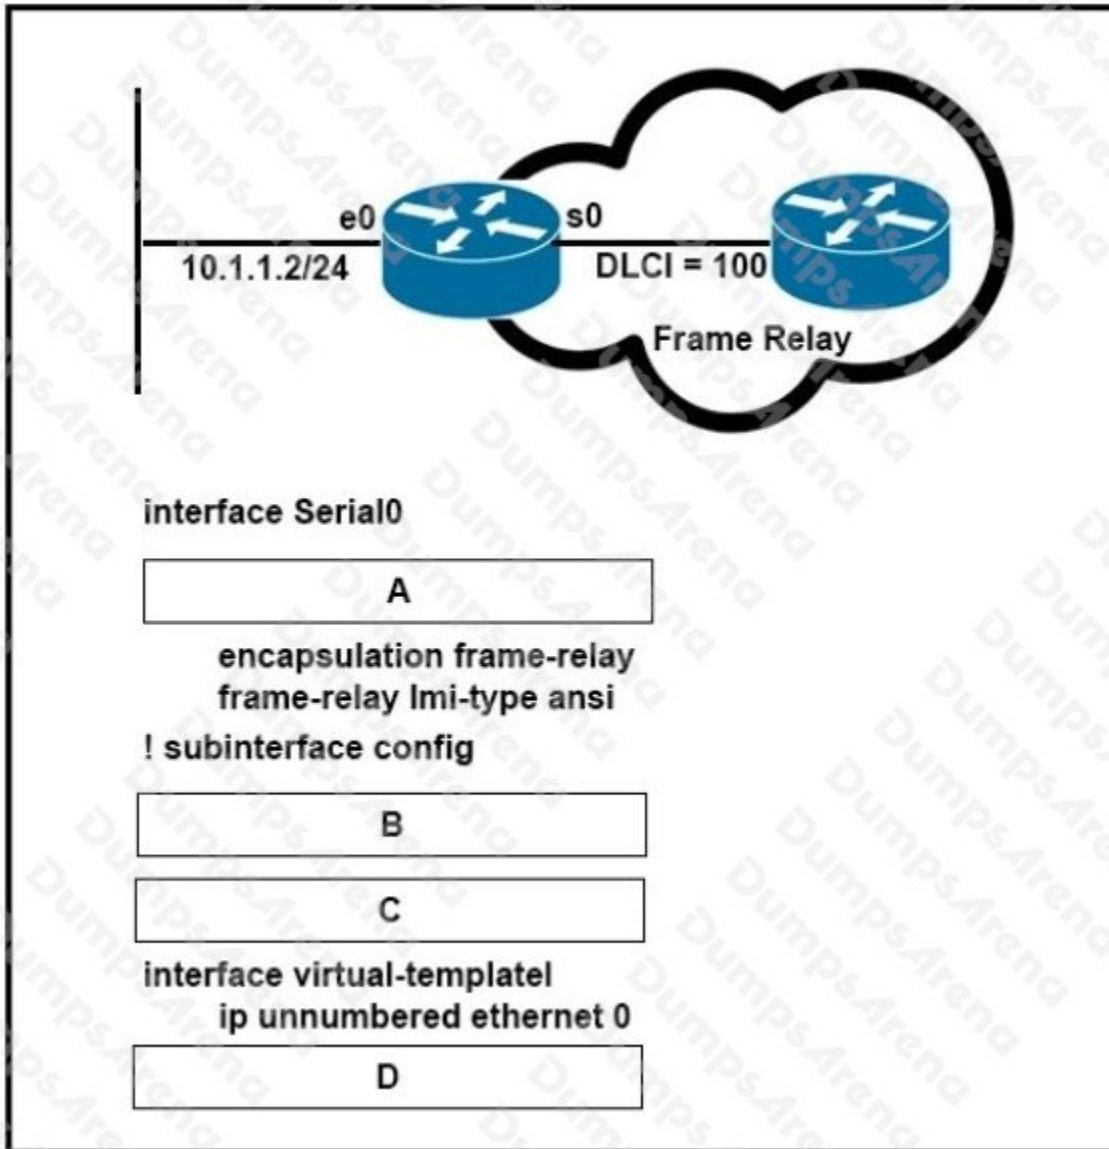 e0
s0
10.1.1.2/24
DLCI = 100
Frame Relay
interface Serial0
A
encapsulation frame-relay
frame-relay lmi-type ansi
! subinterface config
B
C
interface virtual-templatel
ip unnumbered ethernet 0
D
DumpsArena